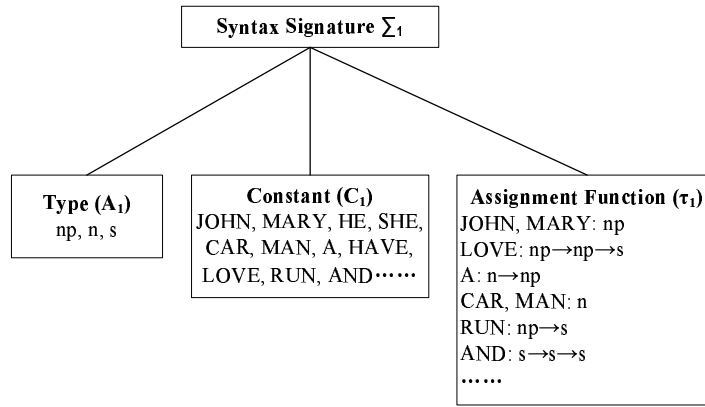 Syntax Signature ∑₁
Type (A₁)
np, n, s
Constant (C₁)
JOHN, MARY, HE, SHE,
CAR, MAN, A, HAVE,
LOVE, RUN, AND······
Assignment Function (τ₁)
JOHN, MARY: np
LOVE: np→np→s
A: n→np
CAR, MAN: n
RUN: np→s
AND: s→s→s
······